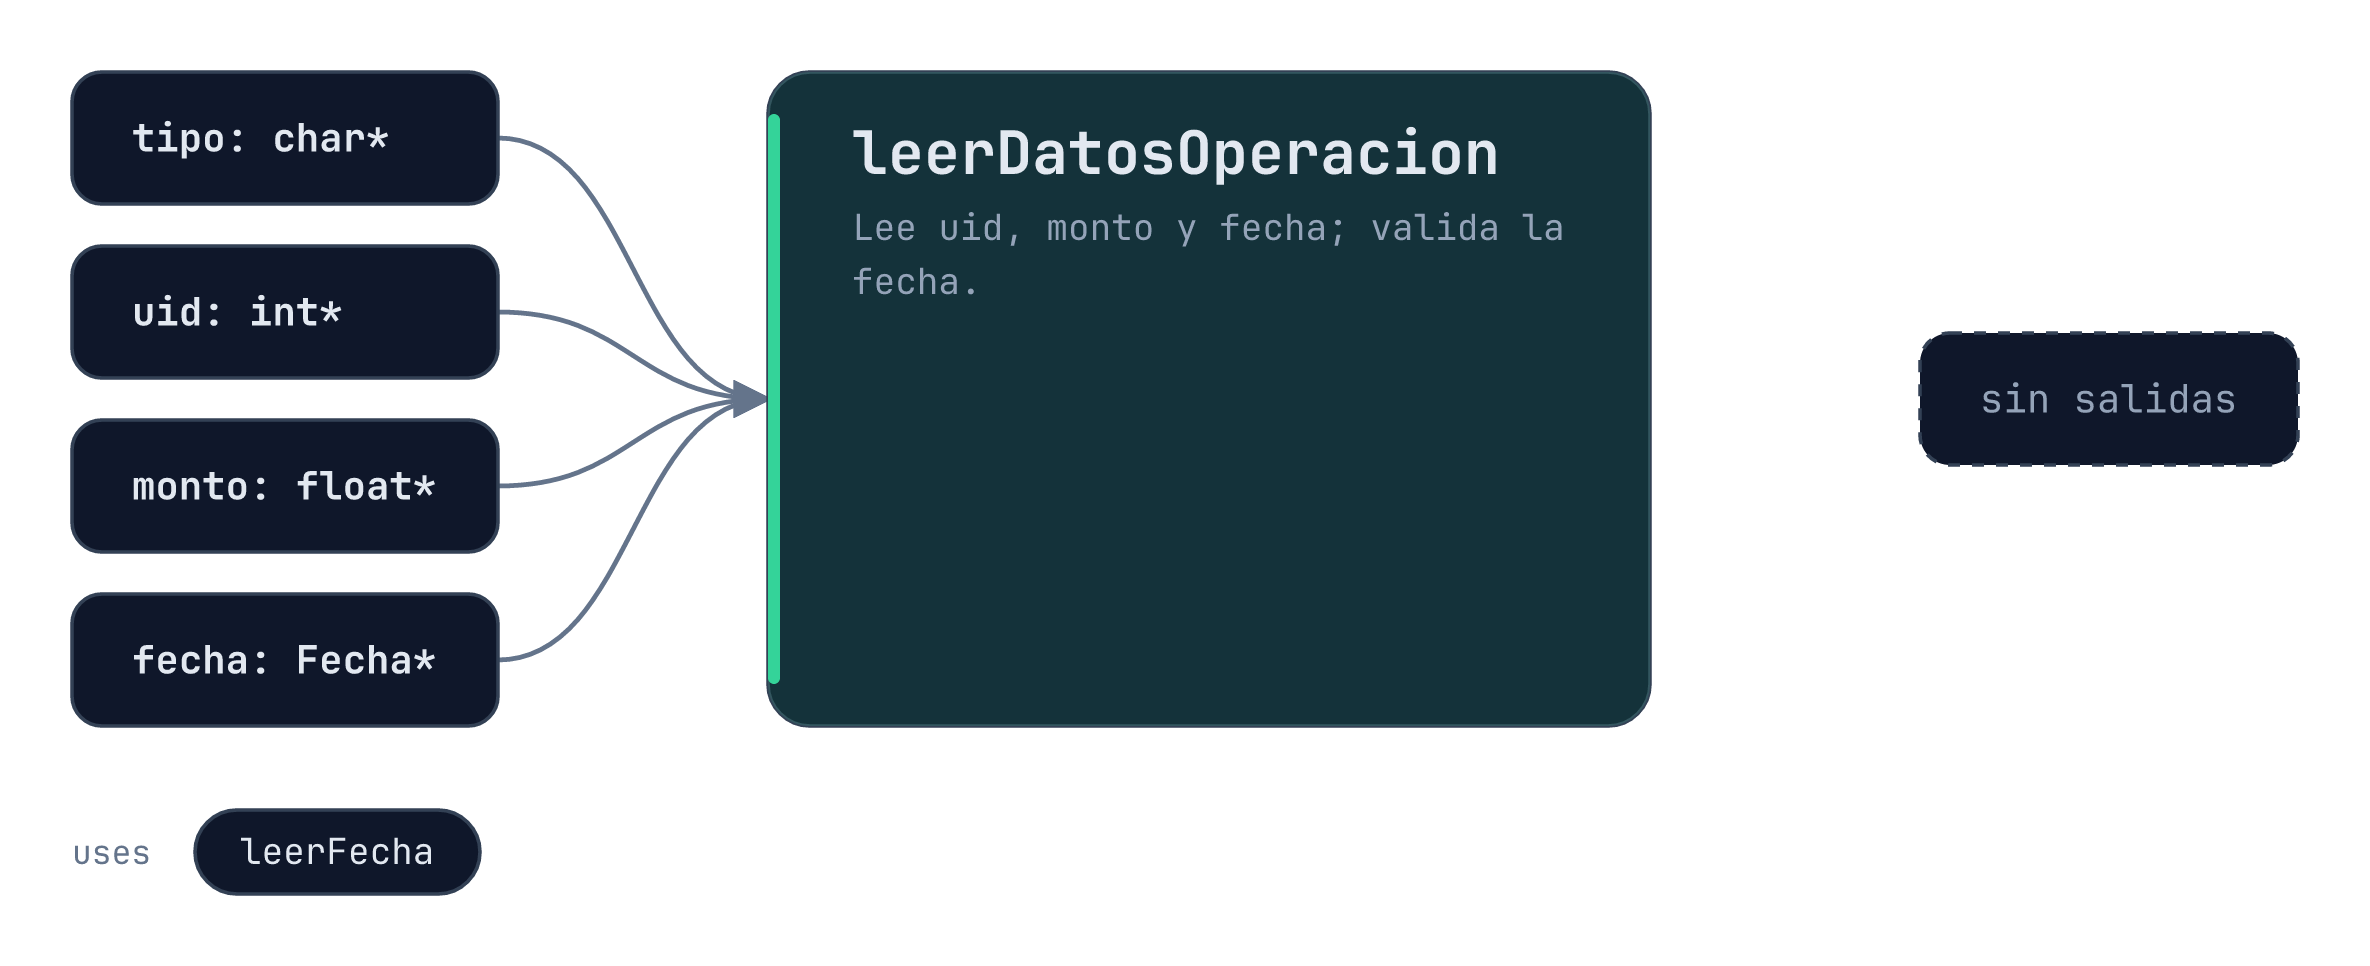 tipo: char*
uid: int*
monto: float*
fecha: Fecha*
leerDatosOperacion
Lee uid, monto y fecha; valida la
fecha.
sin salidas
uses
leerFecha